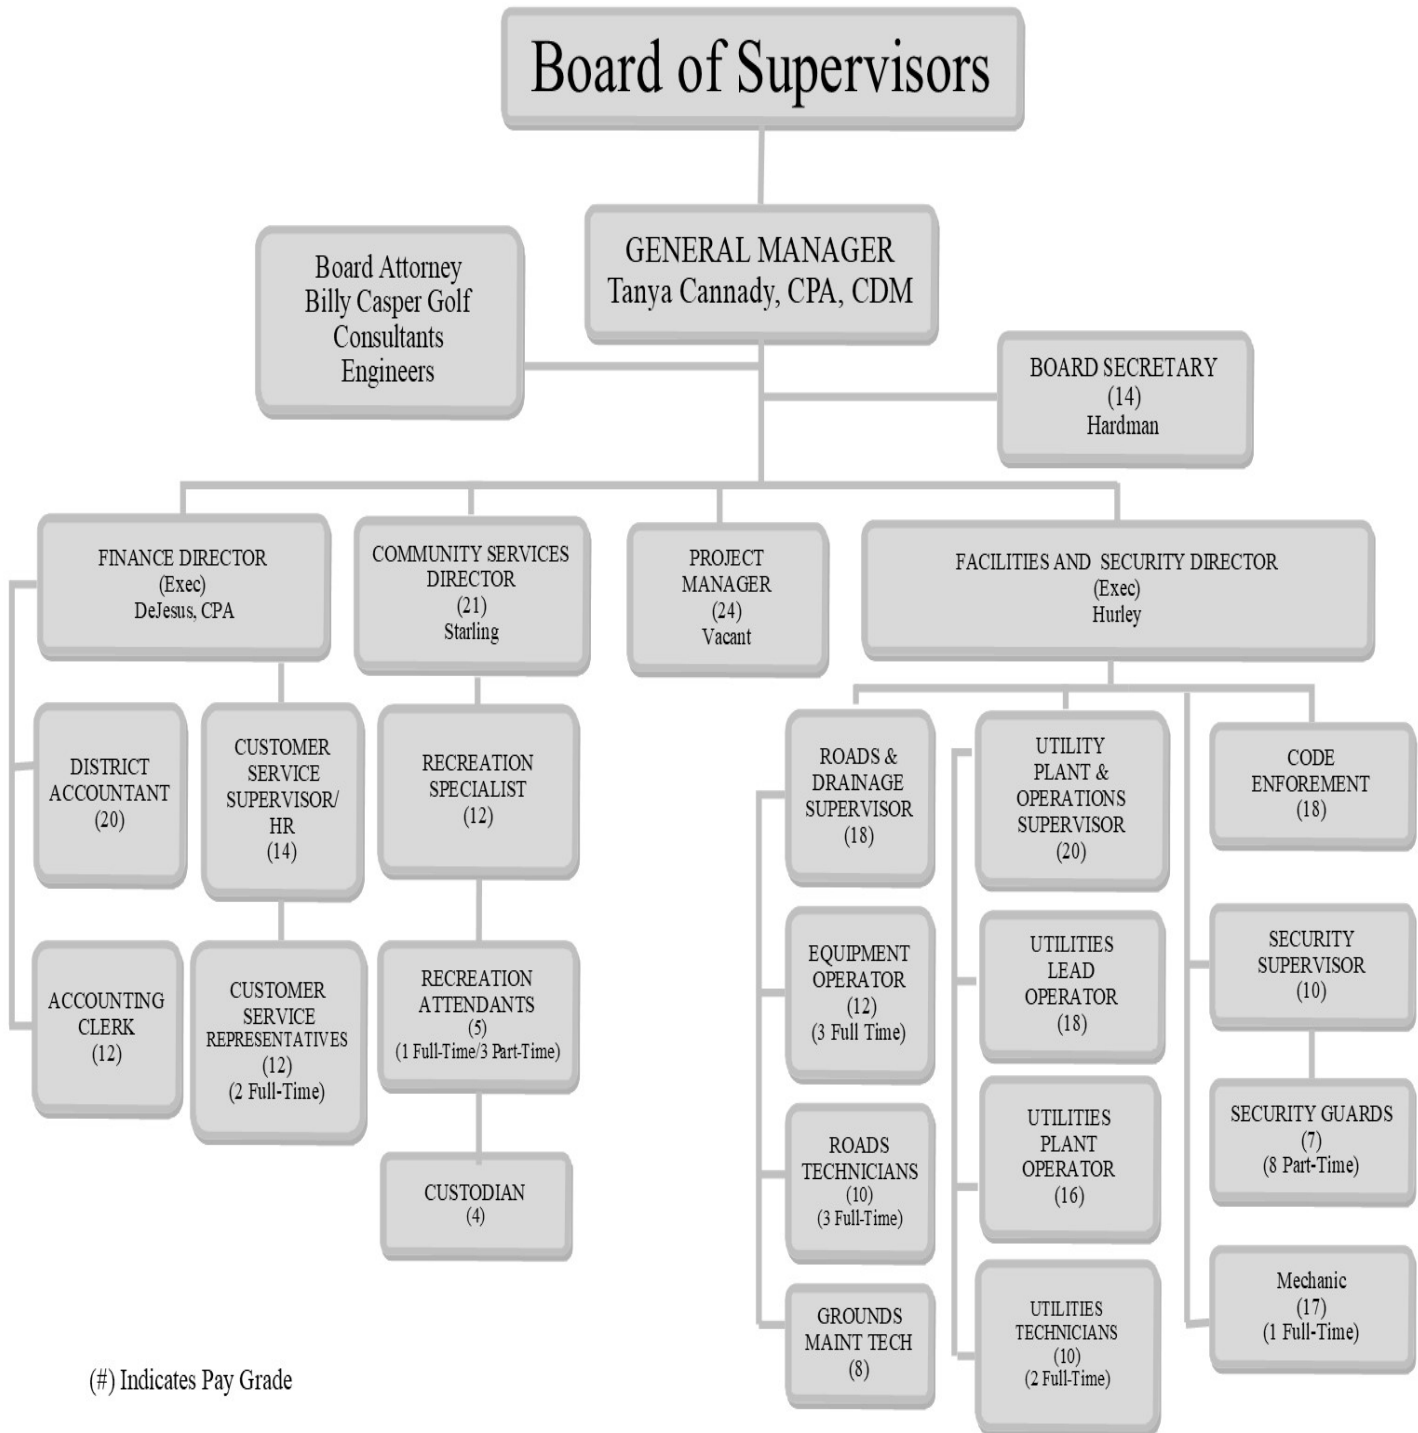 Board of Supervisors
GENERAL MANAGER
Tanya Cannady, CPA, CDM
Board Attorney
Billy Casper Golf
Consultants
Engineers
BOARD SECRETARY
(14)
Hardman
FINANCE DIRECTOR
(Exec)
DeJesus, CPA
COMMUNITY SERVICES
DIRECTOR
(21)
Starling
PROJECT
MANAGER
(24)
Vacant
FACILITIES AND SECURITY DIRECTOR
(Exec)
Hurley
DISTRICT
ACCOUNTANT
(20)
CUSTOMER
SERVICE
SUPERVISOR/
HR
(14)
RECREATION
SPECIALIST
(12)
ROADS &
DRAINAGE
SUPERVISOR
(18)
UTILITY
PLANT &
OPERATIONS
SUPERVISOR
(20)
CODE
ENFOREMENT
(18)
ACCOUNTING
CLERK
(12)
CUSTOMER
SERVICE
REPRESENTATIVES
(12)
(2 Full-Time)
RECREATION
ATTENDANTS
(5)
(1 Full-Time/3 Part-Time)
EQUIPMENT
OPERATOR
(12)
(3 Full Time)
UTILITIES
LEAD
OPERATOR
(18)
SECURITY
SUPERVISOR
(10)
CUSTODIAN
(4)
ROADS
TECHNICIANS
(10)
(3 Full-Time)
UTILITIES
PLANT
OPERATOR
(16)
SECURITY GUARDS
(7)
(8 Part-Time)
GROUNDS
MAINT TECH
(8)
UTILITIES
TECHNICIANS
(10)
(2 Full-Time)
Mechanic
(17)
(1 Full-Time)
(#) Indicates Pay Grade